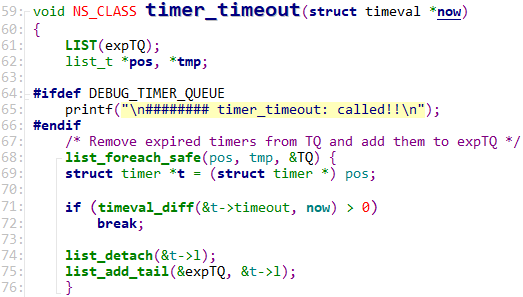 59: void NS_CLASS timer_timeout(struct timeval *now)
60: {
61:     LIST(expTQ);
62:     list_t *pos, *tmp;
63:
64: #ifdef DEBUG_TIMER_QUEUE
65:     printf("\n######## timer_timeout: called!!\n");
66: #endif
67:     /* Remove expired timers from TQ and add them to expTQ */
68:     list_foreach_safe(pos, tmp, &TQ) {
69:     struct timer *t = (struct timer *) pos;
70:
71:     if (timeval_diff(&t->timeout, now) > 0)
72:         break;
73:
74:     list_detach(&t->l);
75:     list_add_tail(&expTQ, &t->l);
76:     }